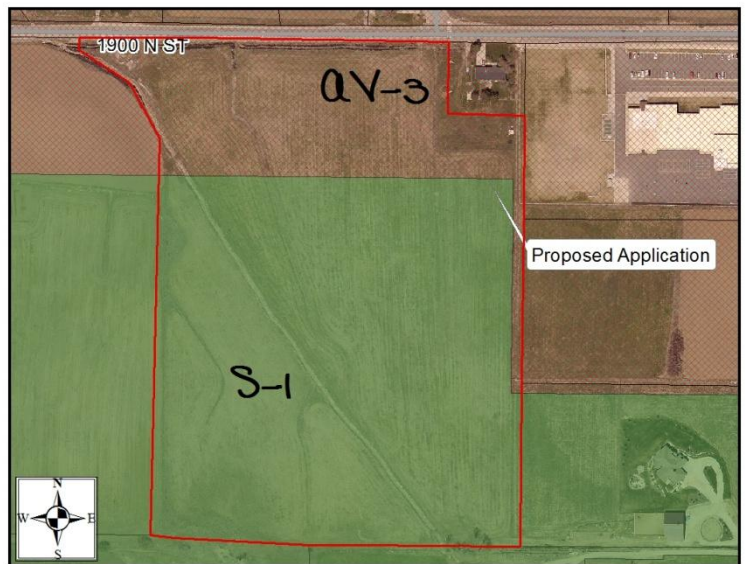 1900 N ST
aV-3
Proposed Application
S-1
N
W E
S